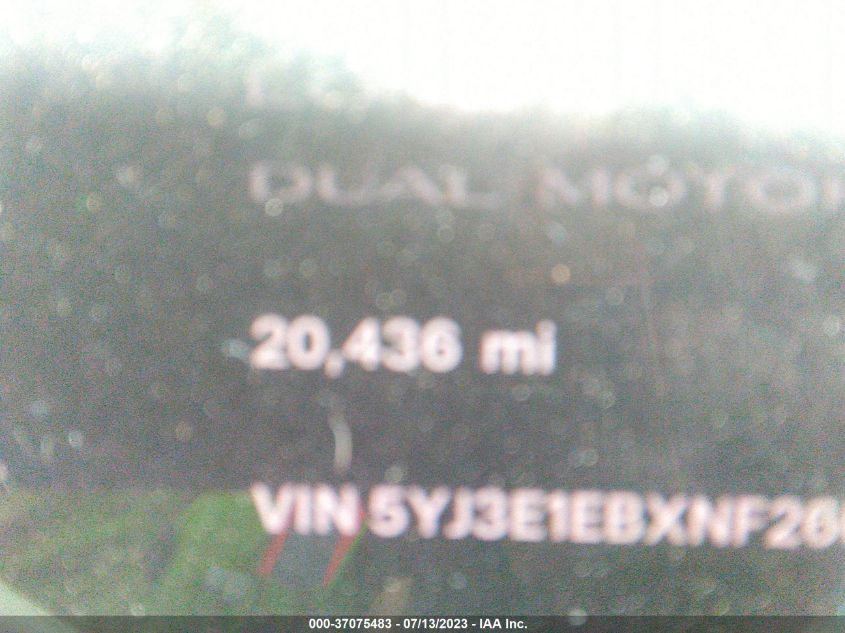 DUAL MOTOR
20,436 mi
VIN 5YJ3E1EBXNF26
000-37075483 - 07/13/2023 - IAA Inc.